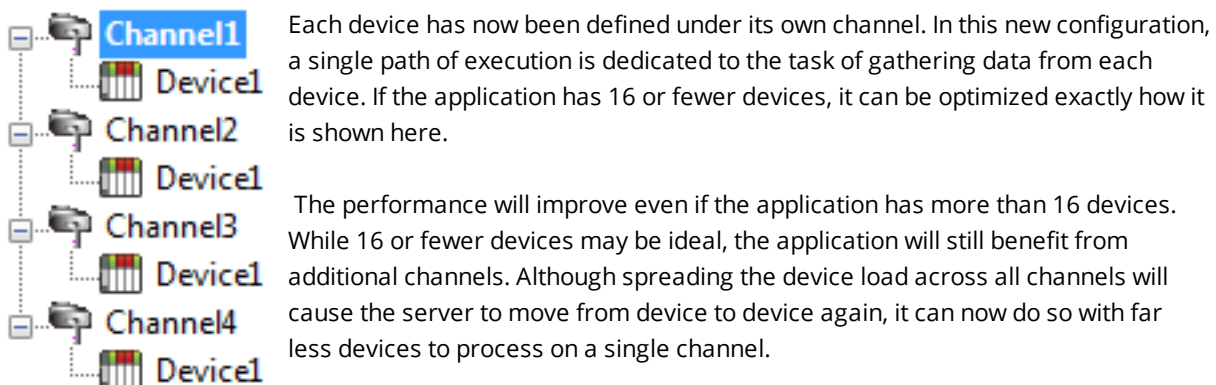 Channel1
Device1
Channel2
Device1
Channel3
Device1
Channel4
Device1
Each device has now been defined under its own channel. In this new configuration,
a single path of execution is dedicated to the task of gathering data from each
device. If the application has 16 or fewer devices, it can be optimized exactly how it
is shown here.
The performance will improve even if the application has more than 16 devices.
While 16 or fewer devices may be ideal, the application will still benefit from
additional channels. Although spreading the device load across all channels will
cause the server to move from device to device again, it can now do so with far
less devices to process on a single channel.